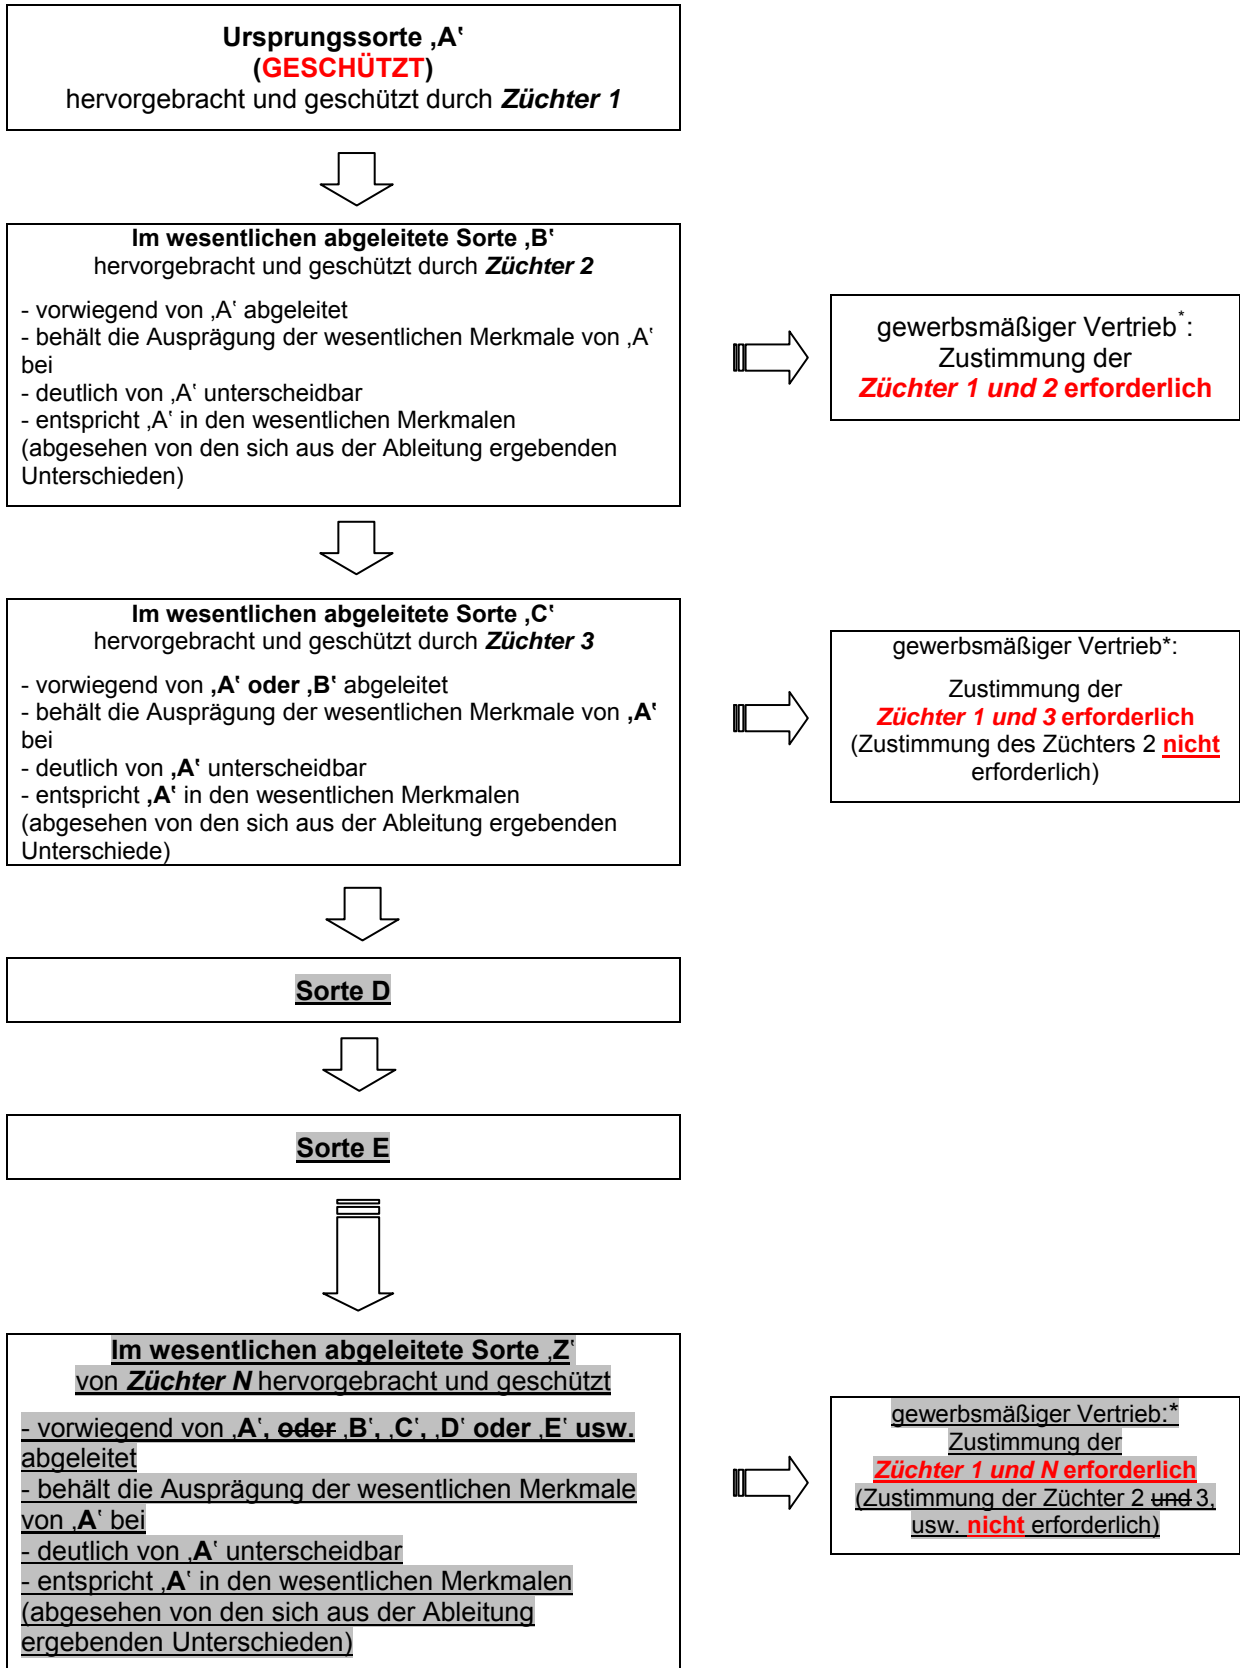 Ursprungssorte ‚A‛
(GESCHÜTZT)
hervorgebracht und geschützt durch Züchter 1
Im wesentlichen abgeleitete Sorte ‚B‛
hervorgebracht und geschützt durch Züchter 2
- vorwiegend von ‚A‛ abgeleitet
- behält die Ausprägung der wesentlichen Merkmale von ‚A‛
bei
- deutlich von ‚A‛ unterscheidbar
- entspricht ‚A‛ in den wesentlichen Merkmalen
(abgesehen von den sich aus der Ableitung ergebenden
Unterschieden)
gewerbsmäßiger Vertrieb*:
Zustimmung der
Züchter 1 und 2 erforderlich
Im wesentlichen abgeleitete Sorte ‚C‛
hervorgebracht und geschützt durch Züchter 3
- vorwiegend von ‚A‛ oder ‚B‛ abgeleitet
- behält die Ausprägung der wesentlichen Merkmale von ‚A‛
bei
- deutlich von ‚A‛ unterscheidbar
- entspricht ‚A‛ in den wesentlichen Merkmalen
(abgesehen von den sich aus der Ableitung ergebenden
Unterschiede)
gewerbsmäßiger Vertrieb*:
Zustimmung der
Züchter 1 und 3 erforderlich
(Zustimmung des Züchters 2 nicht
erforderlich)
Sorte D
Sorte E
Im wesentlichen abgeleitete Sorte ‚Z‛
von Züchter N hervorgebracht und geschützt
- vorwiegend von ‚A‛, oder ‚B‛, ‚C‛, ‚D‛ oder ‚E‛ usw.
abgeleitet
- behält die Ausprägung der wesentlichen Merkmale
von ‚A‛ bei
- deutlich von ‚A‛ unterscheidbar
- entspricht ‚A‛ in den wesentlichen Merkmalen
(abgesehen von den sich aus der Ableitung
ergebenden Unterschieden)
gewerbsmäßiger Vertrieb:*
Zustimmung der
Züchter 1 und N erforderlich
(Zustimmung der Züchter 2 und 3,
usw. nicht erforderlich)